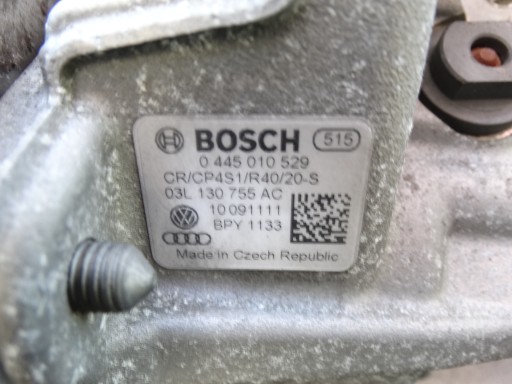 BOSCH 515
0 445 010 529
CR/CP4S1/R40/20-S
03L 130 755 AC
10091111
BPY 1133
Made in Czech Republic